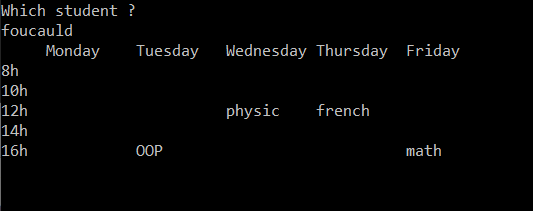 Which student ?
foucauld
Monday Tuesday Wednesday Thursday Friday
8h
10h
12h physic french
14h
16h OOP math